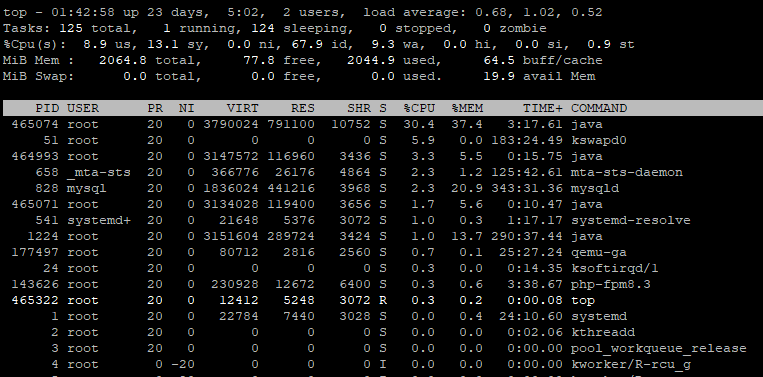 top - 01:42:58 up 23 days,  5:02,  2 users,  load average: 0.68, 1.02, 0.52
Tasks: 125 total,   1 running, 124 sleeping,   0 stopped,   0 zombie
%Cpu(s):  8.9 us, 13.1 sy,  0.0 ni, 67.9 id,  9.3 wa,  0.0 hi,  0.0 si,  0.9 st
MiB Mem :   2064.8 total,     77.8 free,   2044.9 used,     64.5 buff/cache
MiB Swap:      0.0 total,      0.0 free,      0.0 used.     19.9 avail Mem
PID USER      PR  NI    VIRT    RES    SHR S  %CPU  %MEM     TIME+ COMMAND
465074 root      20   0 3790024 791100  10752 S  30.4  37.4   3:17.61 java
51 root      20   0       0      0      0 S   5.9   0.0 183:24.49 kswapd0
464993 root      20   0 3147572 116960   3436 S   3.3   5.5   0:15.75 java
658 _mta-sts  20   0  366776  26176   4864 S   2.3   1.2 125:42.61 mta-sts-daemon
828 mysql     20   0 1836024 441216   3968 S   2.3  20.9 343:31.36 mysqld
465071 root      20   0 3134028 119400   3656 S   1.7   5.6   0:10.47 java
541 systemd+  20   0   21648   5376   3072 S   1.0   0.3   1:17.17 systemd-resolve
1224 root      20   0 3151604 289724   3424 S   1.0  13.7 290:37.44 java
177497 root      20   0   80712   2816   2560 S   0.7   0.1  25:27.24 qemu-ga
24 root      20   0       0      0      0 S   0.3   0.0   0:14.35 ksoftirqd/1
143626 root      20   0  230928  12672   6400 S   0.3   0.6   3:38.67 php-fpm8.3
465322 root      20   0   12412   5248   3072 R   0.3   0.2   0:00.08 top
1 root      20   0   22784   7440   3028 S   0.0   0.4  24:10.60 systemd
2 root      20   0       0      0      0 S   0.0   0.0   0:02.06 kthreadd
3 root      20   0       0      0      0 S   0.0   0.0   0:00.00 pool_workqueue_release
4 root       0 -20       0      0      0 I   0.0   0.0   0:00.00 kworker/R-rcu_g